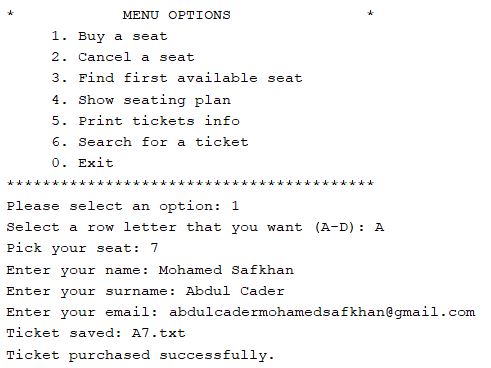 * MENU OPTIONS *
1. Buy a seat
2. Cancel a seat
3. Find first available seat
4. Show seating plan
5. Print tickets info
6. Search for a ticket
0. Exit
*****************************************
Please select an option: 1
Select a row letter that you want (A-D): A
Pick your seat: 7
Enter your name: Mohamed Safkhan
Enter your surname: Abdul Cader
Enter your email: abdulcadermohamedsafkhan@gmail.com
Ticket saved: A7.txt
Ticket purchased successfully.